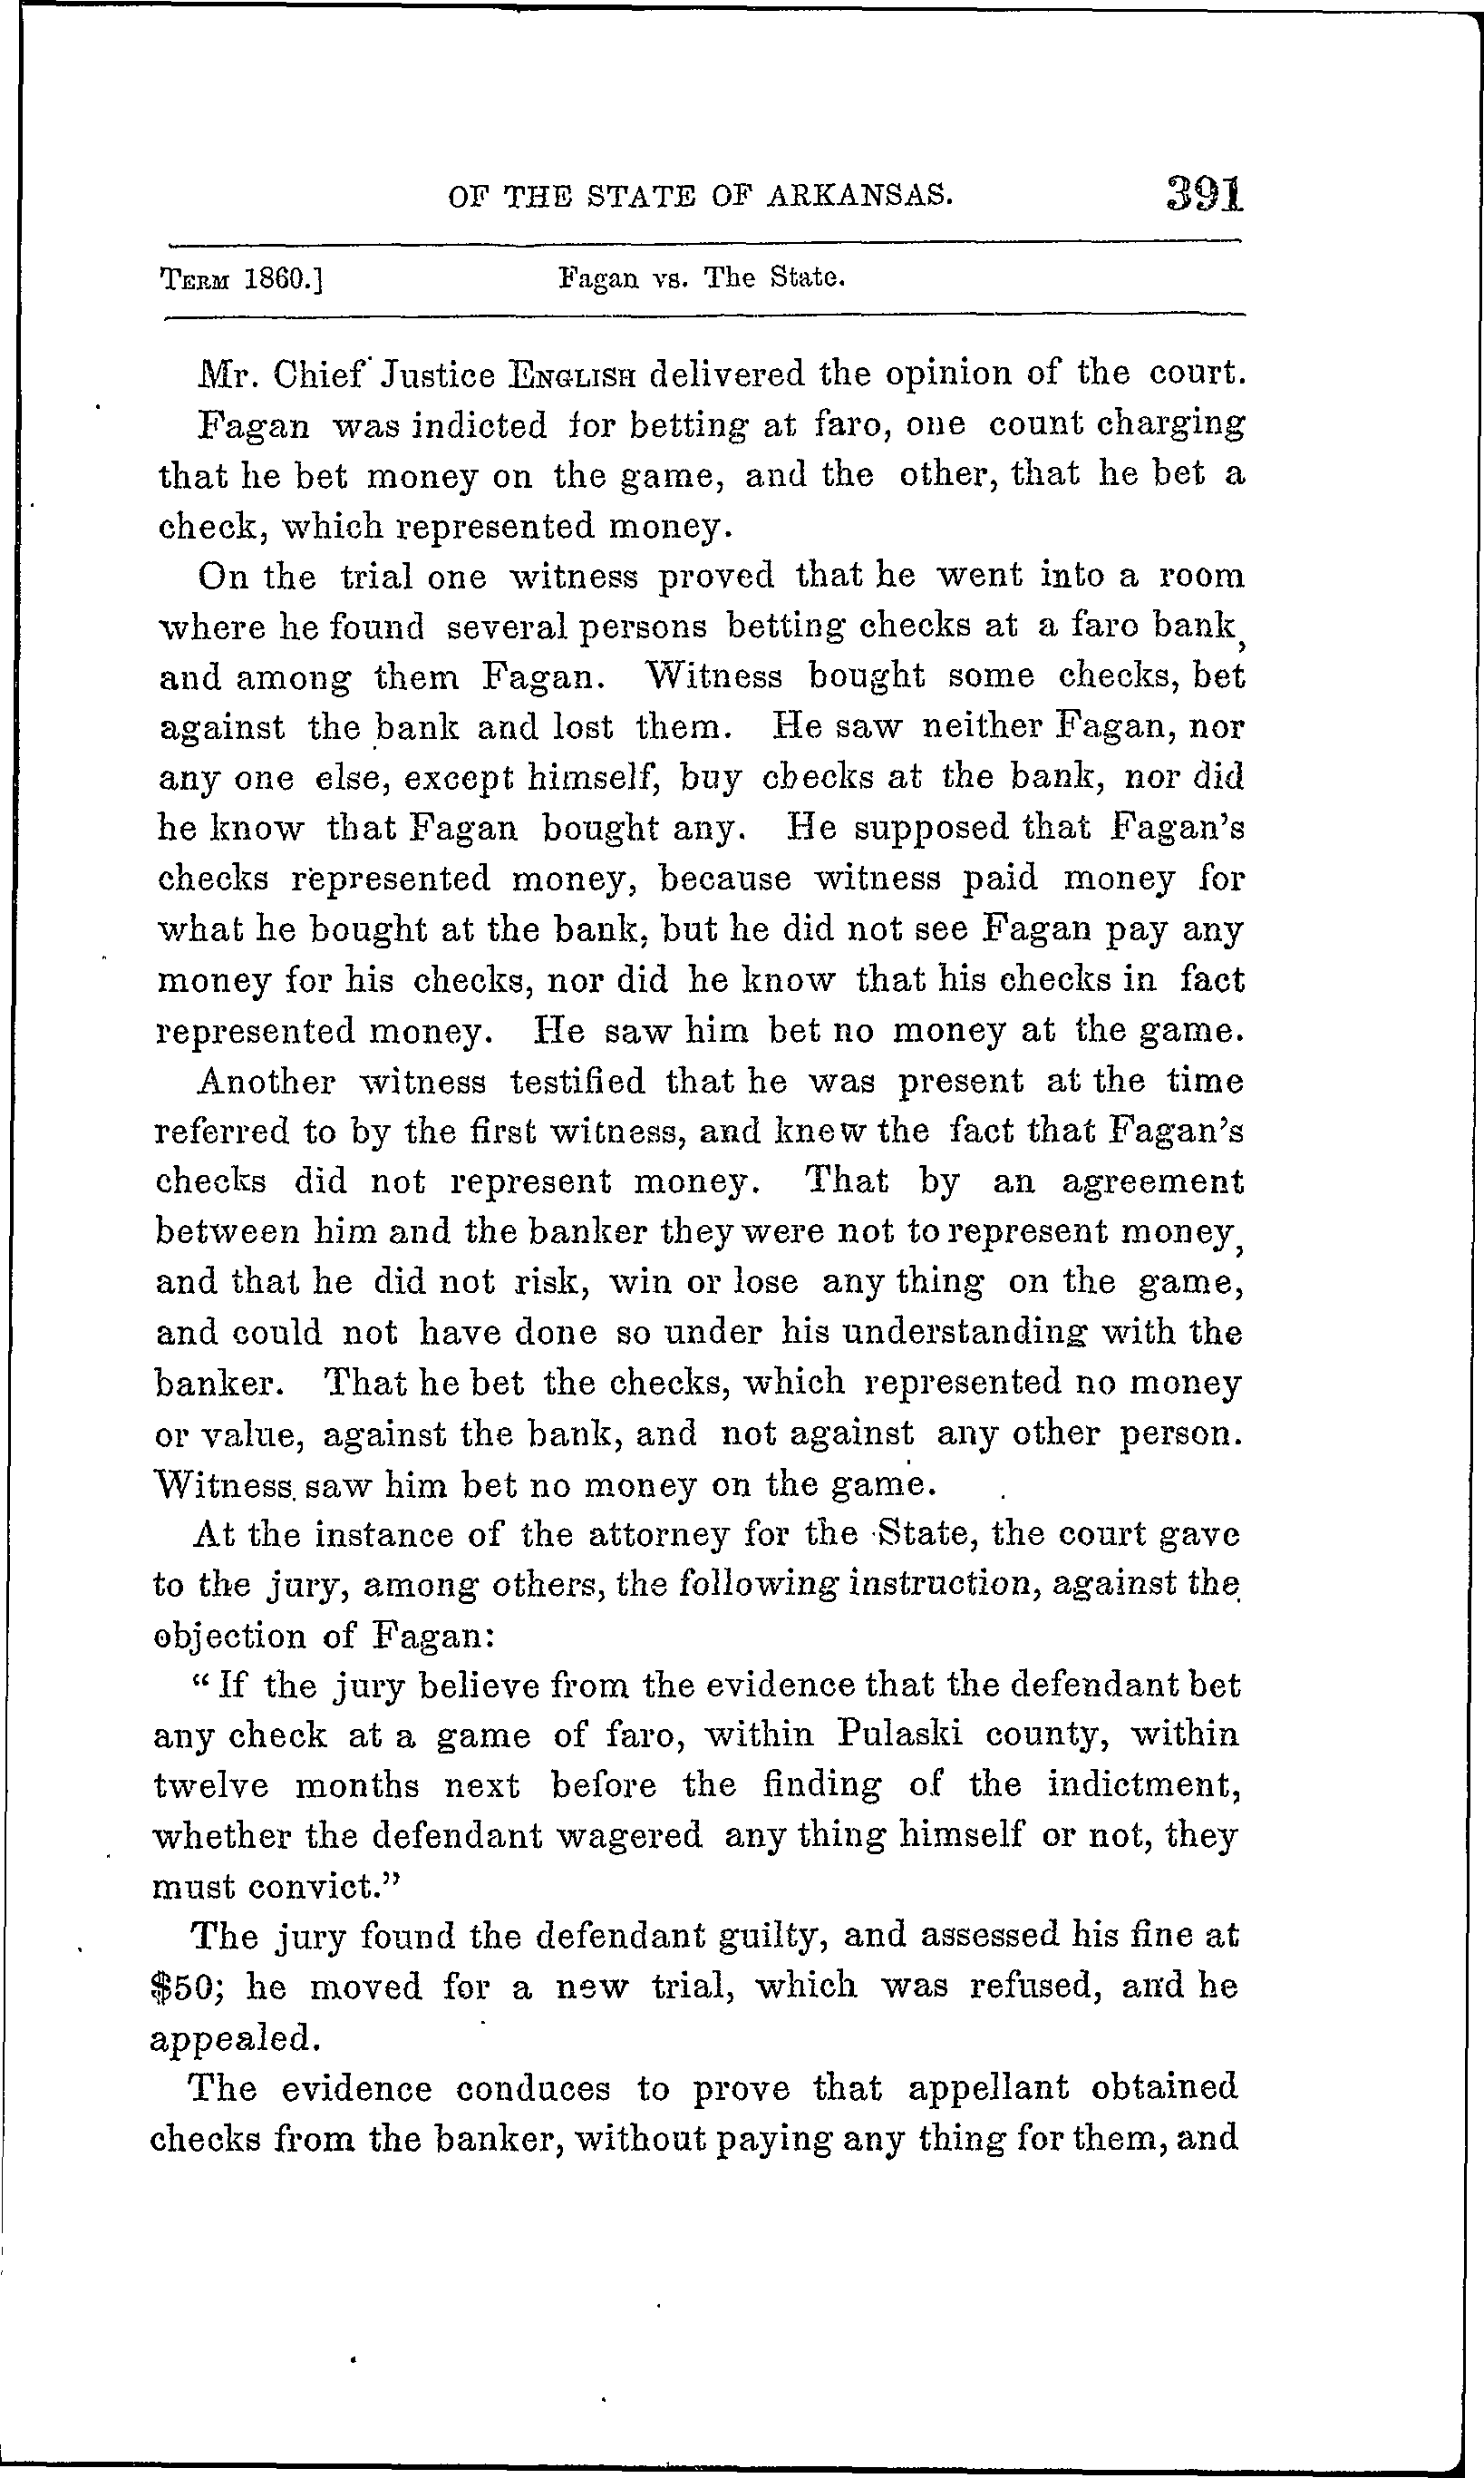 OF THE STATE OF ARKANSAS. 391
TERM 1860.] Fagan vs. The State.
Mr. Chief Justice ENGLISH delivered the opinion of the court.
Fagan was indicted for betting at faro, one count charging
that he bet money on the game, and the other, that he bet a
check, which represented money.
On the trial one witness proved that he went into a room
where he found several persons betting checks at a faro bank,
and among them Fagan. Witness bought some checks, bet
against the bank and lost them. He saw neither Fagan, nor
any one else, except himself, buy checks at the bank, nor did
he know that Fagan bought any. He supposed that Fagan's
checks represented money, because witness paid money for
what he bought at the bank, but he did not see Fagan pay any
money for his checks, nor did he know that his checks in fact
represented money. He saw him bet no money at the game.
Another witness testified that he was present at the time
referred to by the first witness, and knew the fact that Fagan's
checks did not represent money. That by an agreement
between him and the banker they were not to represent money,
and that he did not risk, win or lose any thing on the game,
and could not have done so under his understanding with the
banker. That he bet the checks, which represented no money
or value, against the bank, and not against any other person.
Witness saw him bet no money on the game.
At the instance of the attorney for the State, the court gave
to the jury, among others, the following instruction, against the
objection of Fagan:
"If the jury believe from the evidence that the defendant bet
any check at a game of faro, within Pulaski county, within
twelve months next before the finding of the indictment,
whether the defendant wagered any thing himself or not, they
must convict."
The jury found the defendant guilty, and assessed his fine at
$50; he moved for a new trial, which was refused, and he
appealed.
The evidence conduces to prove that appellant obtained
checks from the banker, without paying any thing for them, and